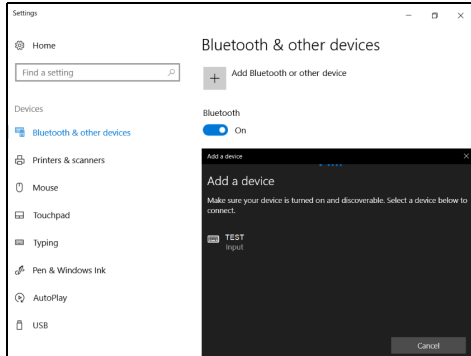 Settings
Home
Find a setting
Devices
Bluetooth & other devices
Printers & scanners
Mouse
Touchpad
Typing
Pen & Windows Ink
AutoPlay
USB
Bluetooth & other devices
Add Bluetooth or other device
Bluetooth
On
Add a device
Add a device
Make sure your device is turned on and discoverable. Select a device below to
connect.
TEST
Input
Cancel